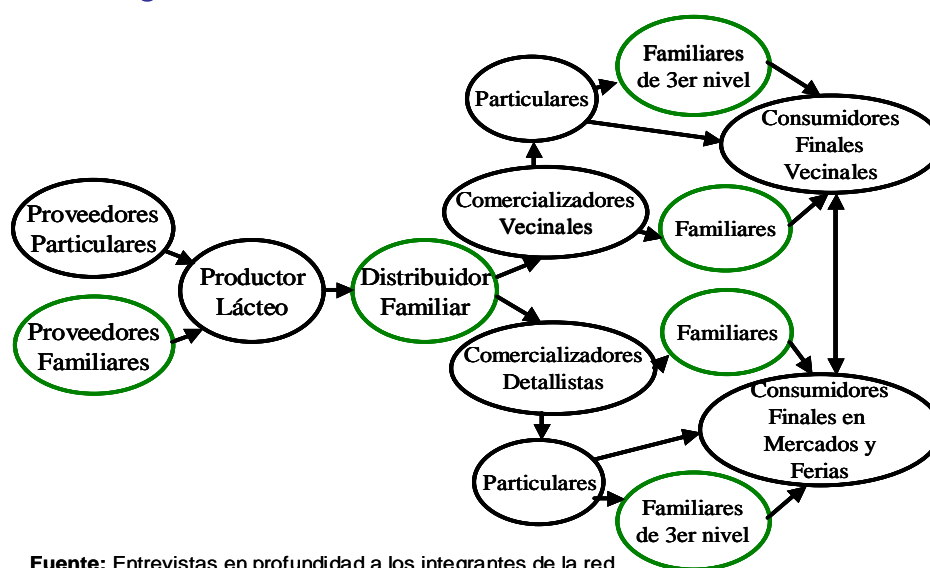 Familiares
de 3er nivel
Particulares
Consumidores
Finales
Vecinales
Comercializadores
Vecinales
Familiares
Proveedores
Particulares
Productor
Lácteo
Distribuidor
Familiar
Proveedores
Familiares
Familiares
Comercializadores
Detallistas
Consumidores
Finales en
Mercados y
Ferias
Particulares
Familiares
de 3er nivel
Fuente: Entrevistas en profundidad a los integrantes de la red